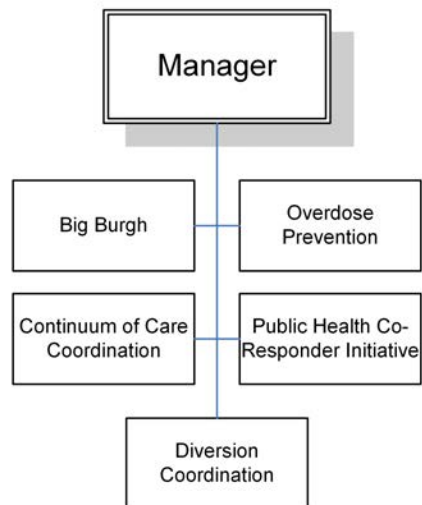 Manager
Big Burgh
Overdose
Prevention
Continuum of Care
Coordination
Public Health Co-
Responder Initiative
Diversion
Coordination